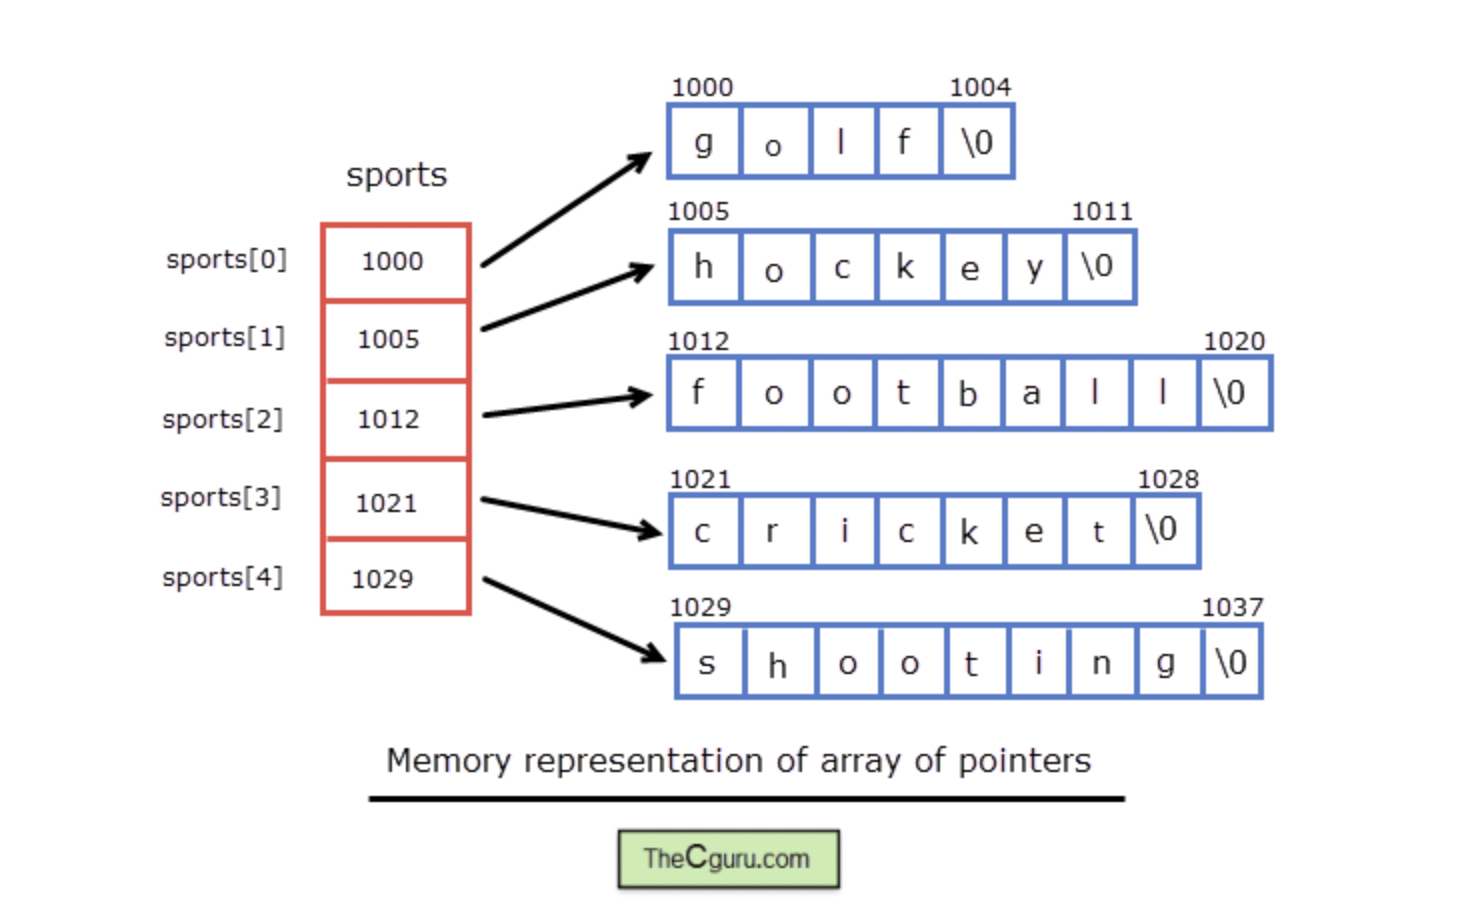 1000 1004
g o l f \0
sports
1005 1011
sports[0] 1000
h o c k e y \0
sports[1] 1005
1012 1020
f o o t b a l l \0
sports[2] 1012
1021 1028
sports[3] 1021
c r i c k e t \0
sports[4] 1029
1029 1037
s h o o t i n g \0
Memory representation of array of pointers
TheCguru.com